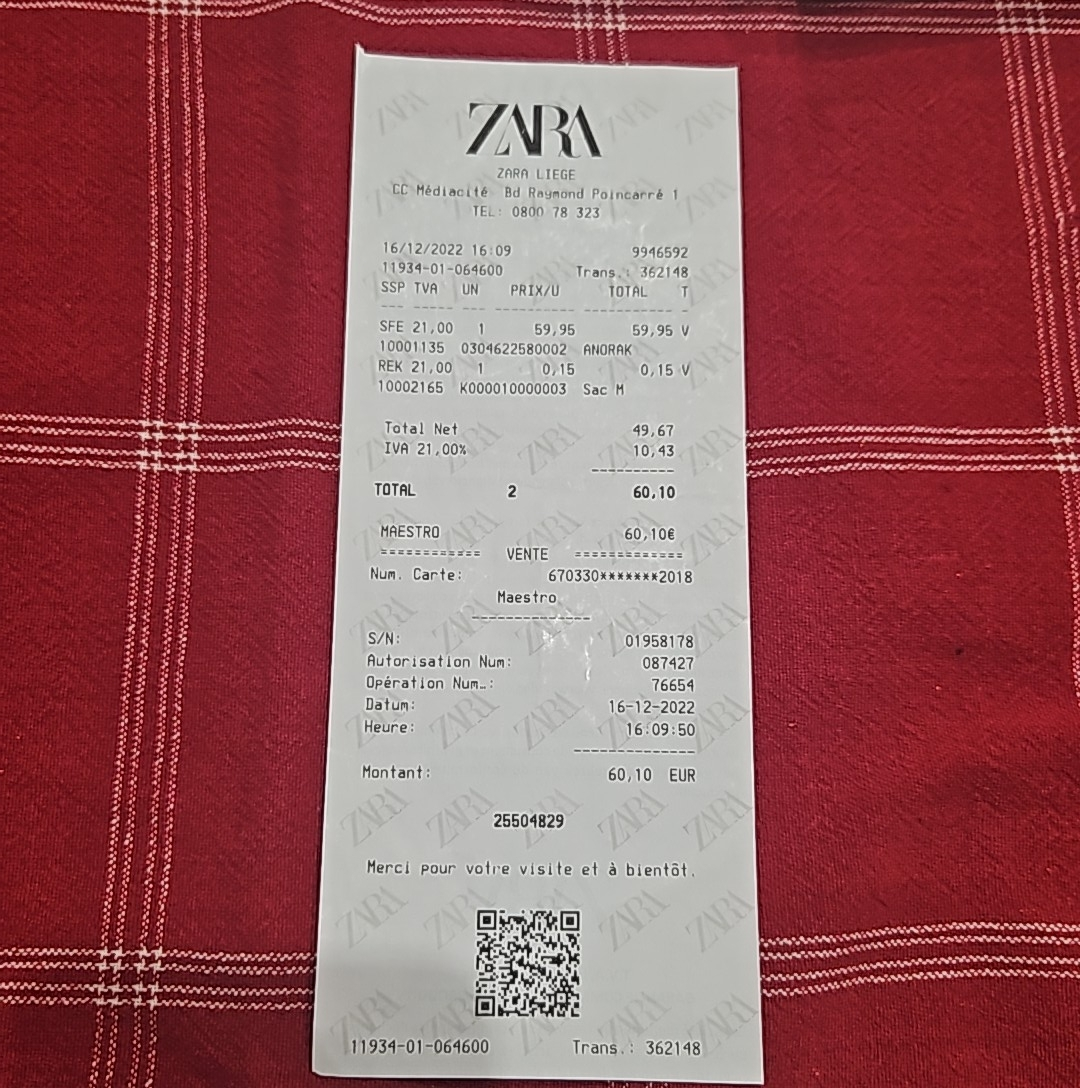 ZARA
ZARA LIEGE
CC Médiacité Bd Raymond Poincarré 1
TEL: 0800 78 323
16/12/2022 16:09 9946592
11934-01-064600 Trans.: 362148
SSP TVA UN PRIX/U TOTAL T
--- ----- --- ---------- ----------- -
SFE 21,00 1 59,95 59,95 V
10001135 0304622580002 ANORAK
REK 21,00 1 0,15 0,15 V
10002165 K000010000003 Sac M
Total Net 49,67
IVA 21,00% 10,43
----------
TOTAL 2 60,10
MAESTRO 60,10€
============ VENTE =============
Num. Carte: 670330*******2018
Maestro
--------------
S/N: 01958178
Autorisation Num: 087427
Opération Num…: 76654
Datum: 16-12-2022
Heure: 16:09:50
--------------
Montant: 60,10 EUR
25504829
Merci pour votre visite et à bientôt.
11934-01-064600 Trans.: 362148